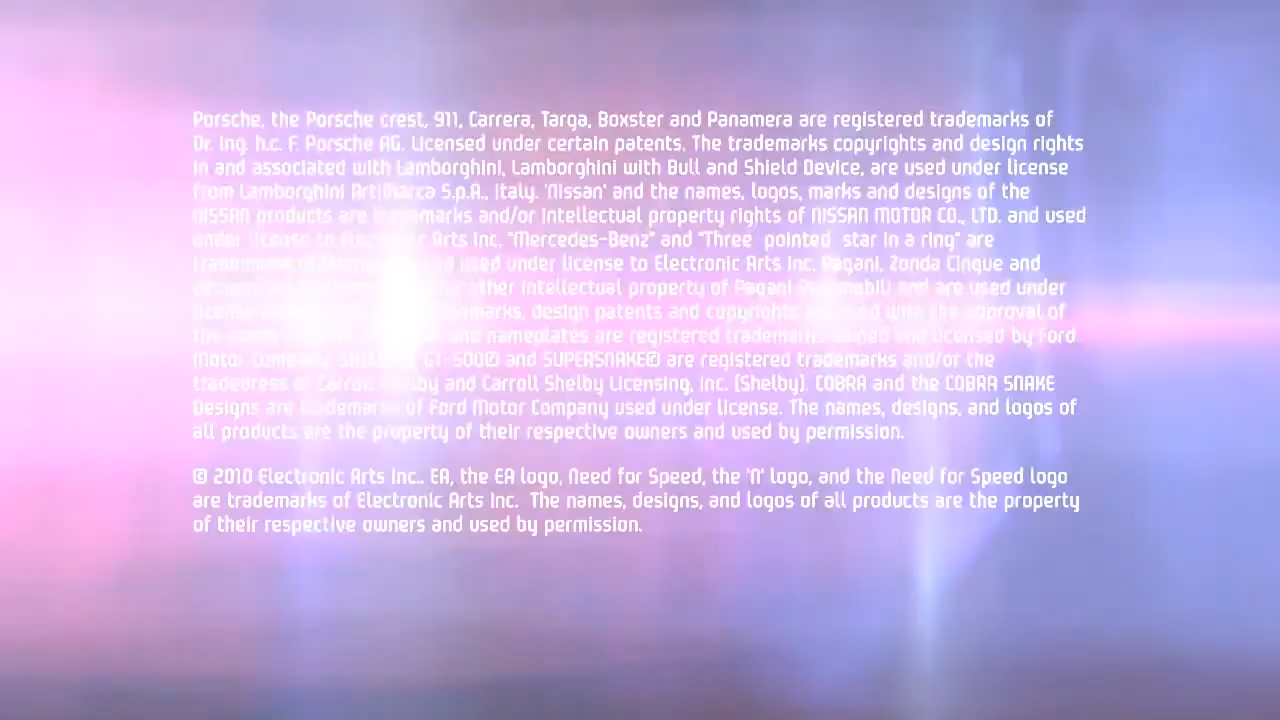 Porsche, the Porsche crest, 911, Carrera, Targa, Boxster and Panamera are registered trademarks of
Dr. Ing. h.c. F. Porsche AG. Licensed under certain patents. The trademarks copyrights and design rights
in and associated with Lamborghini, Lamborghini with Bull and Shield Device, are used under license
from Lamborghini ArtiMarca S.p.A., Italy. 'Nissan' and the names, logos, marks and designs of the
NISSAN products are trademarks and/or intellectual property rights of NISSAN MOTOR CO., LTD. and used
under license to Electronic Arts Inc. "Mercedes-Benz" and "Three pointed star in a ring" are
trademarks of and used under license to Electronic Arts Inc. Pagani, Zonda Cinque and
other intellectual property of Pagani and are used under
license marks, design patents and copyrights are used with the approval of
the and nameplates are registered trademarks owned and licensed by Ford
Motor Company. GT-500® and SUPERSNAKE® are registered trademarks and/or the
tradedress of Carroll Shelby and Carroll Shelby Licensing, Inc. (Shelby). COBRA and the COBRA SNAKE
Designs are trademarks of Ford Motor Company used under license. The names, designs, and logos of
all products are the property of their respective owners and used by permission.
© 2010 Electronic Arts Inc.. EA, the EA logo, Need for Speed, the 'N' logo, and the Need for Speed logo
are trademarks of Electronic Arts Inc. The names, designs, and logos of all products are the property
of their respective owners and used by permission.